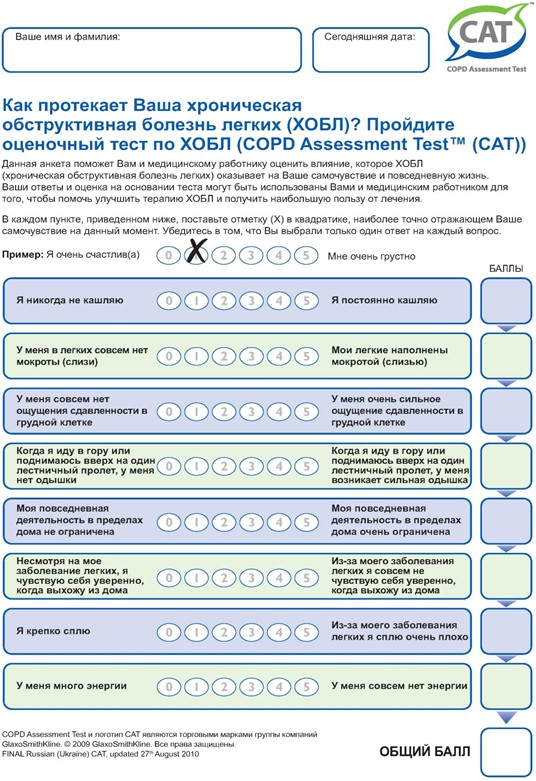 Ваше имя и фамилия:
Сегодняшняя дата:
CAT
COPD Assessment Test
Как протекает Ваша хроническая
обструктивная болезнь легких (ХОБЛ)? Пройдите
оценочный тест по ХОБЛ (COPD Assessment Test™ (CAT))
Данная анкета поможет Вам и медицинскому работнику оценить влияние, которое ХОБЛ
(хроническая обструктивная болезнь легких) оказывает на Ваше самочувствие и повседневную жизнь.
Ваши ответы и оценка на основании теста могут быть использованы Вами и медицинским работником для
того, чтобы помочь улучшить терапию ХОБЛ и получить наибольшую пользу от лечения.
В каждом пункте, приведенном ниже, поставьте отметку (X) в квадратике, наиболее точно отражающем Ваше
самочувствие на данный момент. Убедитесь в том, что Вы выбрали только один ответ на каждый вопрос.
Пример: Я очень счастлив(а) 0 1 2 3 4 5 Мне очень грустно
БАЛЛЫ
Я никогда не кашляю 0 1 2 3 4 5 Я постоянно кашляю
У меня в легких совсем нет
мокроты (слизи)
0 1 2 3 4 5
Мои легкие наполнены
мокротой (слизью)
У меня совсем нет
ощущения сдавленности в
грудной клетке
0 1 2 3 4 5
У меня очень сильное
ощущение сдавленности в
грудной клетке
Когда я иду в гору или
поднимаюсь вверх на один
лестничный пролет, у меня
нет одышки
0 1 2 3 4 5
Когда я иду в гору или
поднимаюсь вверх на один
лестничный пролет, у меня
возникает сильная одышка
Моя повседневная
деятельность в пределах
дома не ограничена
0 1 2 3 4 5
Моя повседневная
деятельность в пределах
дома очень ограничена
Несмотря на мое
заболевание легких, я
чувствую себя уверенно,
когда выхожу из дома
0 1 2 3 4 5
Из-за моего заболевания
легких я совсем не
чувствую себя уверенно,
когда выхожу из дома
Я крепко сплю
0 1 2 3 4 5
Из-за моего заболевания
легких я сплю очень плохо
У меня много энергии 0 1 2 3 4 5 У меня совсем нет энергии
COPD Assessment Test и логотип CAT являются торговыми марками группы компаний
GlaxoSmithKline. © 2009 GlaxoSmithKline. Все права защищены.
FINAL Russian (Ukraine) CAT, updated 27th August 2010
ОБЩИЙ БАЛЛ